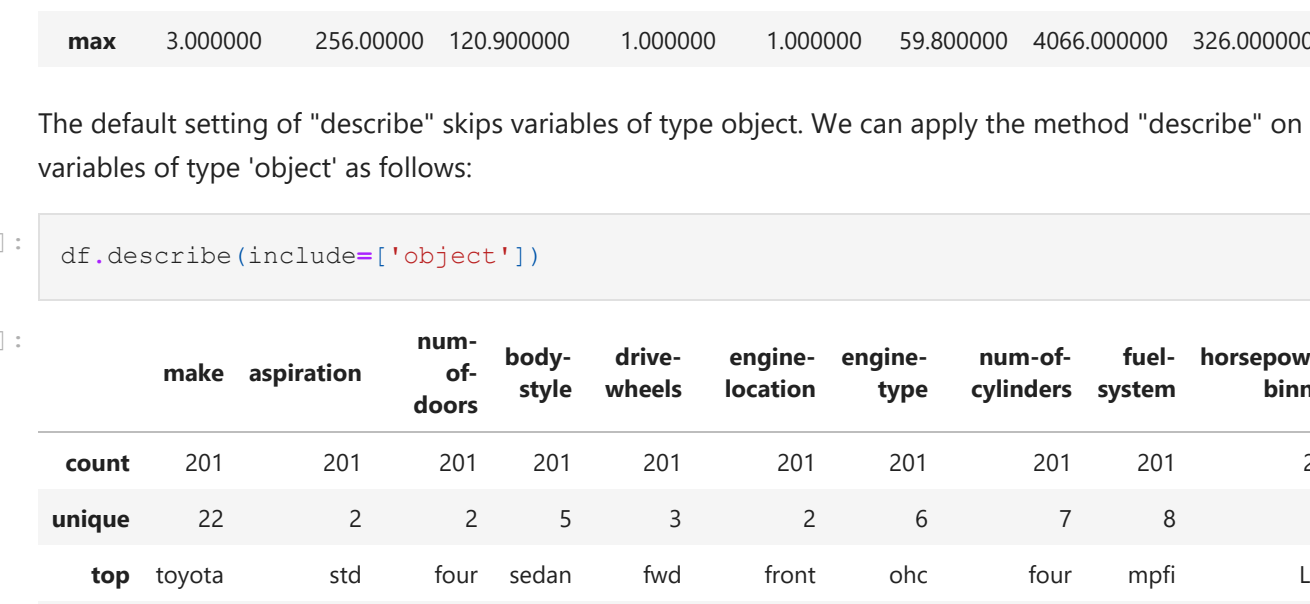 max 3.000000 256.00000 120.900000 1.000000 1.000000 59.800000 4066.000000 326.000000
The default setting of "describe" skips variables of type object. We can apply the method "describe" on
variables of type 'object' as follows:
] :
df.describe(include=['object'])
] :
make aspiration num-of-doors body-style drive-wheels engine-location engine-type num-of-cylinders fuel-system
count 201 201 201 201 201 201 201 201 201
unique 22 2 2 5 3 2 6 7 8
top toyota std four sedan fwd front ohc four mpfi L